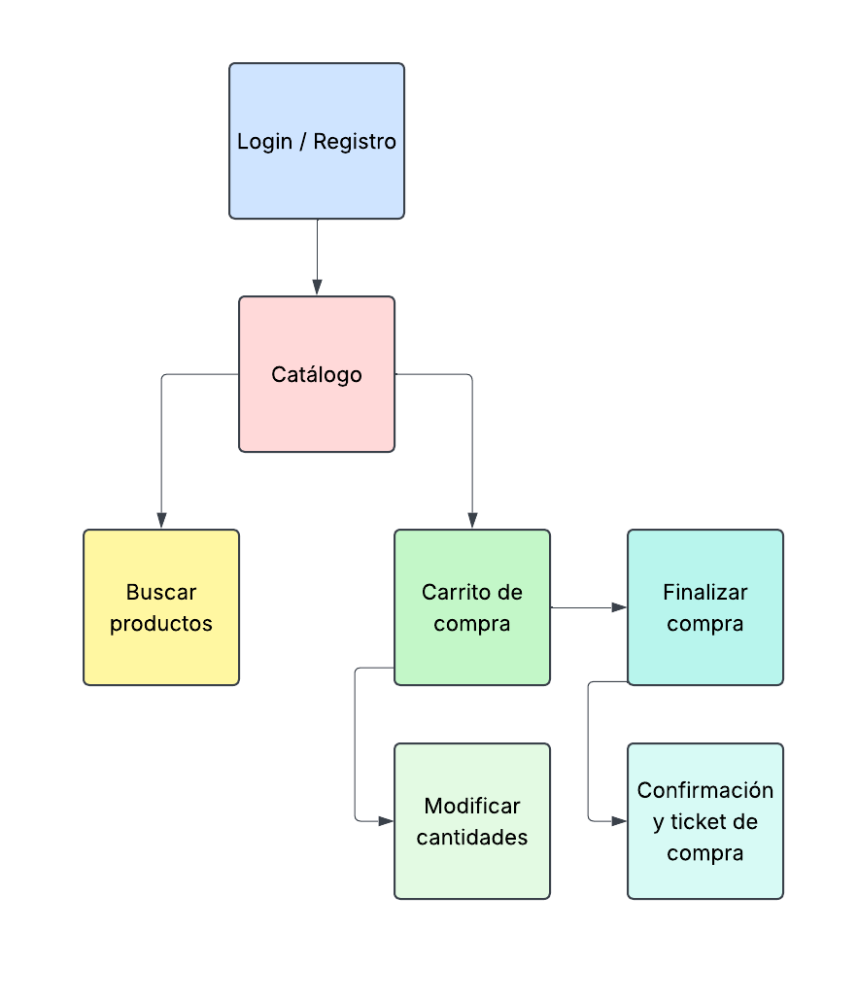 Login / Registro
Catálogo
Buscar
productos
Carrito de
compra
Finalizar
compra
Modificar
cantidades
Confirmación
y ticket de
compra